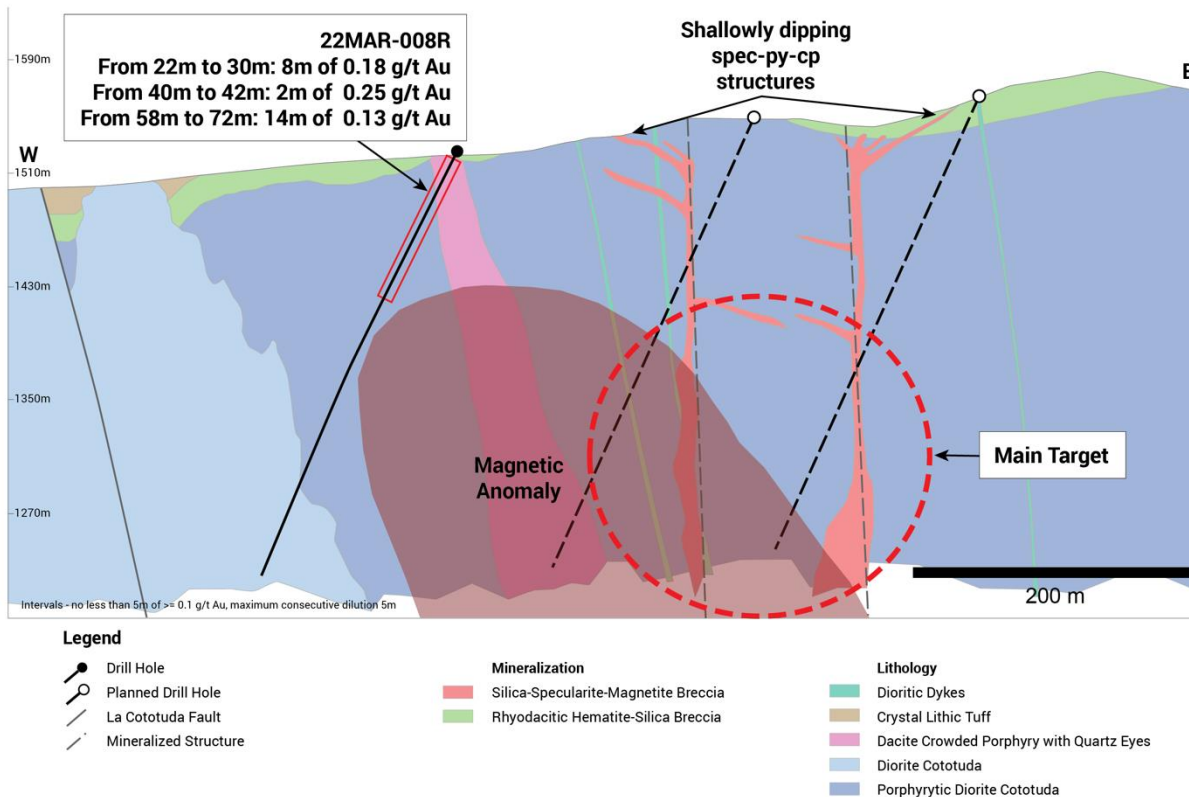 22MAR-008R
From 22m to 30m: 8m of 0.18 g/t Au
From 40m to 42m: 2m of 0.25 g/t Au
From 58m to 72m: 14m of 0.13 g/t Au
Shallowly dipping
spec-py-cp
structures
W
E
1590m
1510m
1430m
1350m
1270m
Magnetic
Anomaly
Main Target
200 m
Intervals - no less than 5m of >= 0.1 g/t Au, maximum consecutive dilution 5m
Legend
Drill Hole
Planned Drill Hole
La Cototuda Fault
Mineralized Structure
Mineralization
Silica-Specularite-Magnetite Breccia
Rhyodacitic Hematite-Silica Breccia
Lithology
Dioritic Dykes
Crystal Lithic Tuff
Dacite Crowded Porphyry with Quartz Eyes
Diorite Cototuda
Porphyrytic Diorite Cototuda